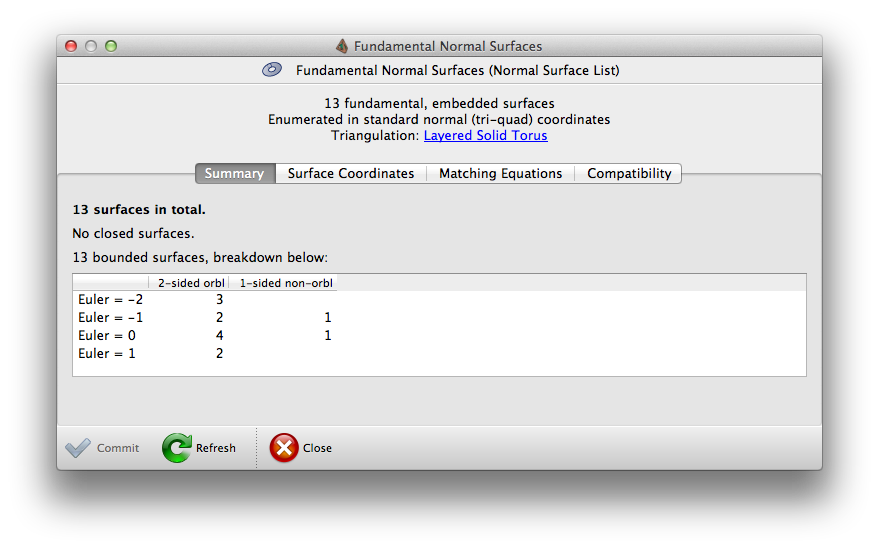 Fundamental Normal Surfaces
Fundamental Normal Surfaces (Normal Surface List)
13 fundamental, embedded surfaces
Enumerated in standard normal (tri-quad) coordinates
Triangulation: Layered Solid Torus
Summary Surface Coordinates Matching Equations Compatibility
13 surfaces in total.
No closed surfaces.
13 bounded surfaces, breakdown below:
2-sided orbl 1-sided non-orbl
Euler = -2 3
Euler = -1 2 1
Euler = 0 4 1
Euler = 1 2
Commit Refresh Close